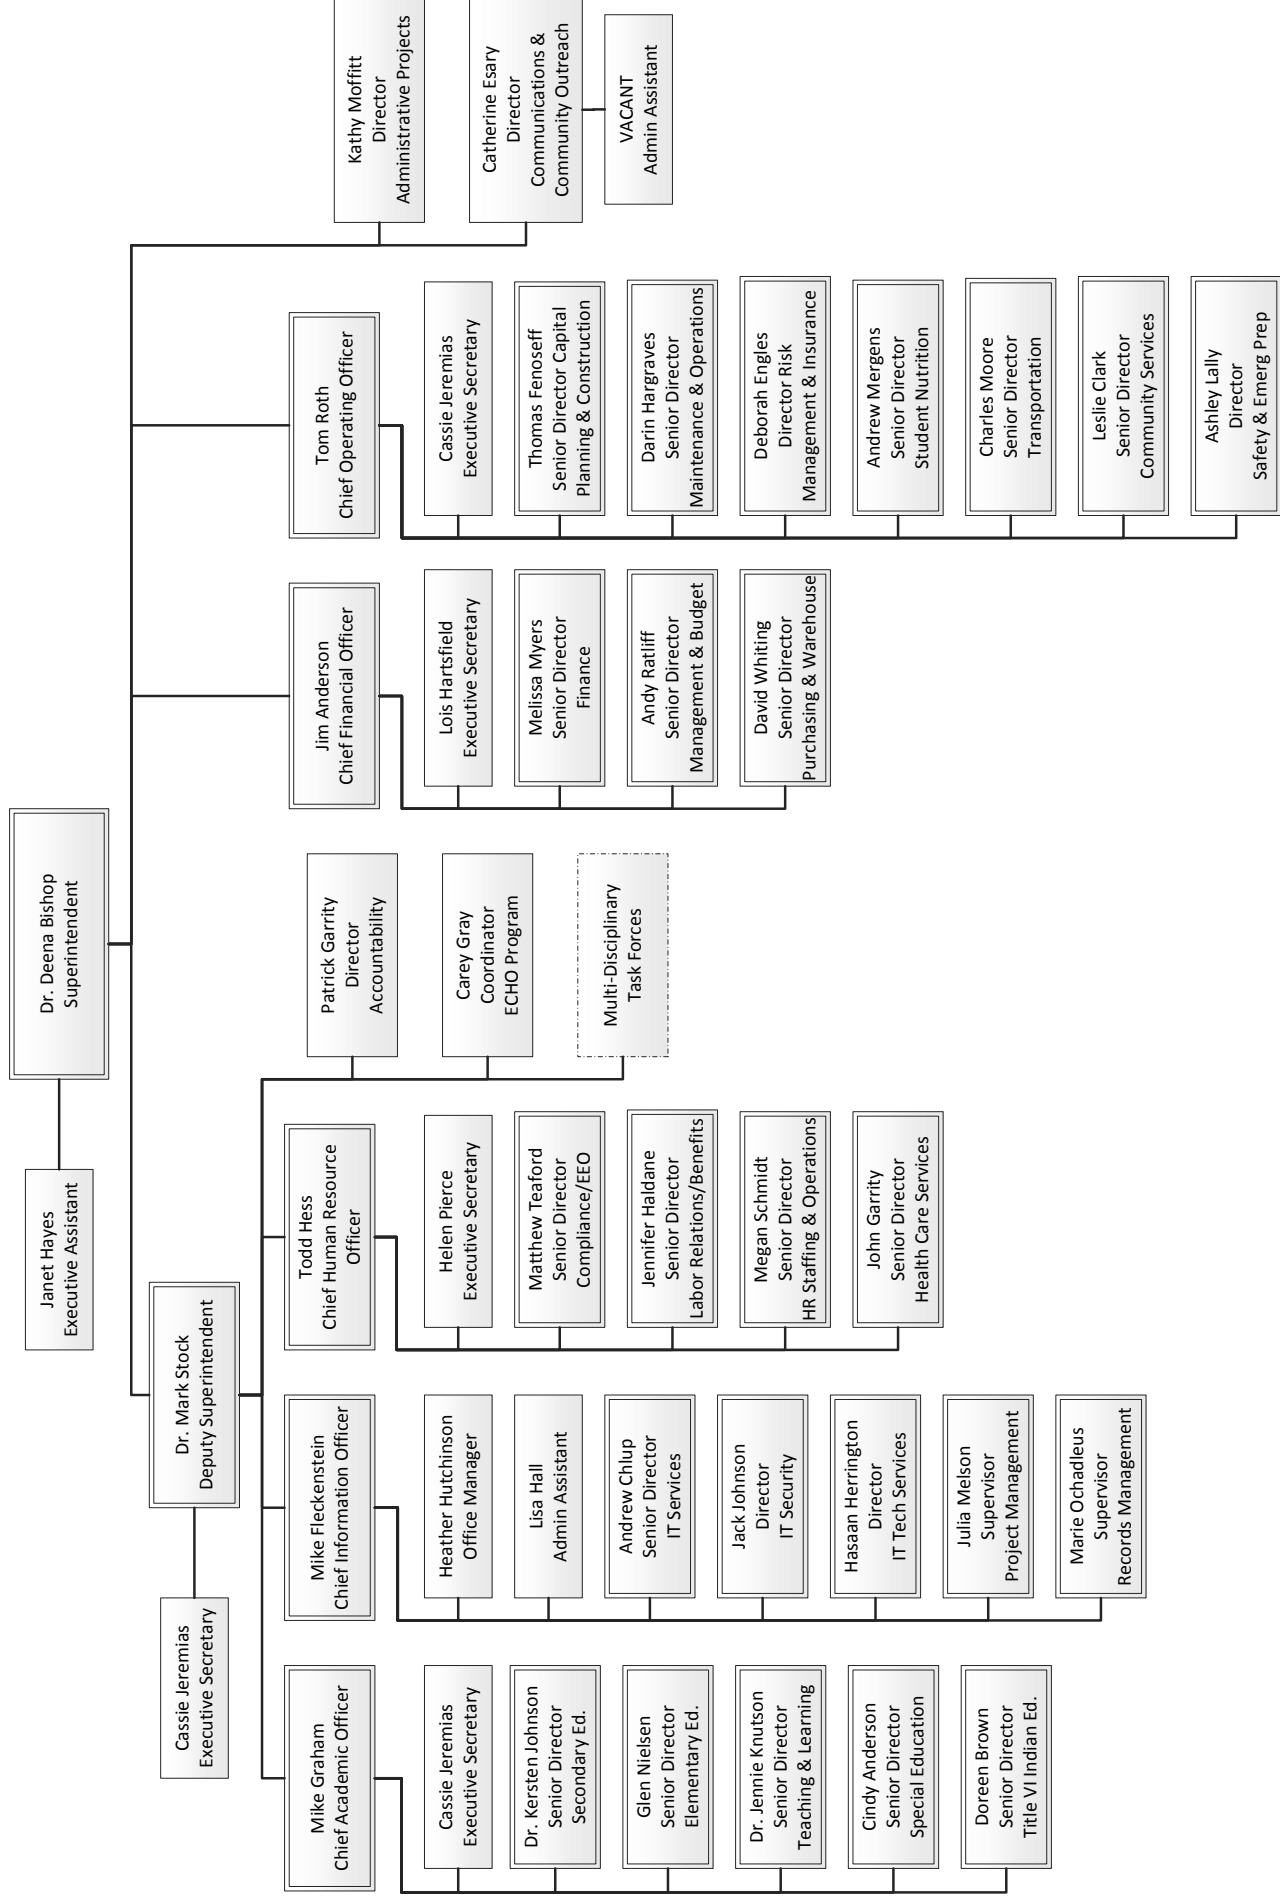 Dr. Deena Bishop
Superintendent
Janet Hayes
Executive Assistant
Dr. Mark Stock
Deputy Superintendent
Cassie Jeremias
Executive Secretary
Mike Graham
Chief Academic Officer
Cassie Jeremias
Executive Secretary
Dr. Kersten Johnson
Senior Director
Secondary Ed.
Glen Nielsen
Senior Director
Elementary Ed.
Dr. Jennie Knutson
Senior Director
Teaching & Learning
Cindy Anderson
Senior Director
Special Education
Doreen Brown
Senior Director
Title VI Indian Ed.
Mike Fleckenstein
Chief Information Officer
Heather Hutchinson
Office Manager
Lisa Hall
Admin Assistant
Andrew Chlup
Senior Director
IT Services
Jack Johnson
Director
IT Security
Hasaan Herrington
Director
IT Tech Services
Julia Melson
Supervisor
Project Management
Marie Ochadleus
Supervisor
Records Management
Todd Hess
Chief Human Resource
Officer
Helen Pierce
Executive Secretary
Matthew Teaford
Senior Director
Compliance/EEO
Jennifer Haldane
Senior Director
Labor Relations/Benefits
Megan Schmidt
Senior Director
HR Staffing & Operations
John Garrity
Senior Director
Health Care Services
Patrick Garrity
Director
Accountability
Carey Gray
Coordinator
ECHO Program
Multi-Disciplinary
Task Forces
Jim Anderson
Chief Financial Officer
Lois Hartsfield
Executive Secretary
Melissa Myers
Senior Director
Finance
Andy Ratliff
Senior Director
Management & Budget
David Whiting
Senior Director
Purchasing & Warehouse
Tom Roth
Chief Operating Officer
Cassie Jeremias
Executive Secretary
Thomas Fenoseff
Senior Director Capital
Planning & Construction
Darin Hargraves
Senior Director
Maintenance & Operations
Deborah Engles
Director Risk
Management & Insurance
Andrew Mergens
Senior Director
Student Nutrition
Charles Moore
Senior Director
Transportation
Leslie Clark
Senior Director
Community Services
Ashley Lally
Director
Safety & Emerg Prep
Kathy Moffitt
Director
Administrative Projects
Catherine Esary
Director
Communications &
Community Outreach
VACANT
Admin Assistant